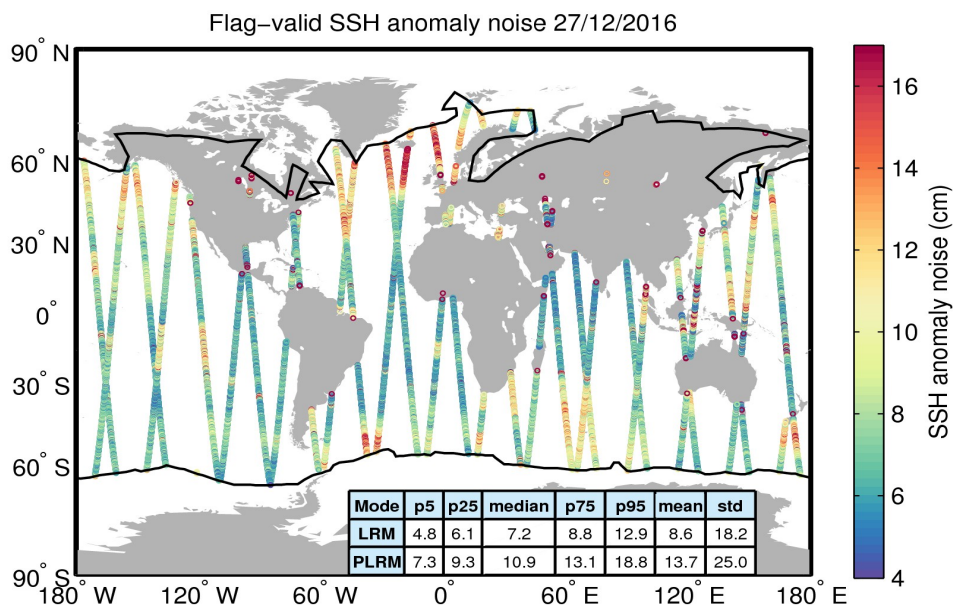 Flag−valid SSH anomaly noise 27/12/2016
90° N
60° N
30° N
0°
30° S
60° S
90° S
180° W 120° W 60° W 0° 60° E 120° E 180° E
Mode p5 p25 median p75 p95 mean std
LRM 4.8 6.1 7.2 8.8 12.9 8.6 18.2
PLRM 7.3 9.3 10.9 13.1 18.8 13.7 25.0
16
14
12
10
8
6
4
SSH anomaly noise (cm)